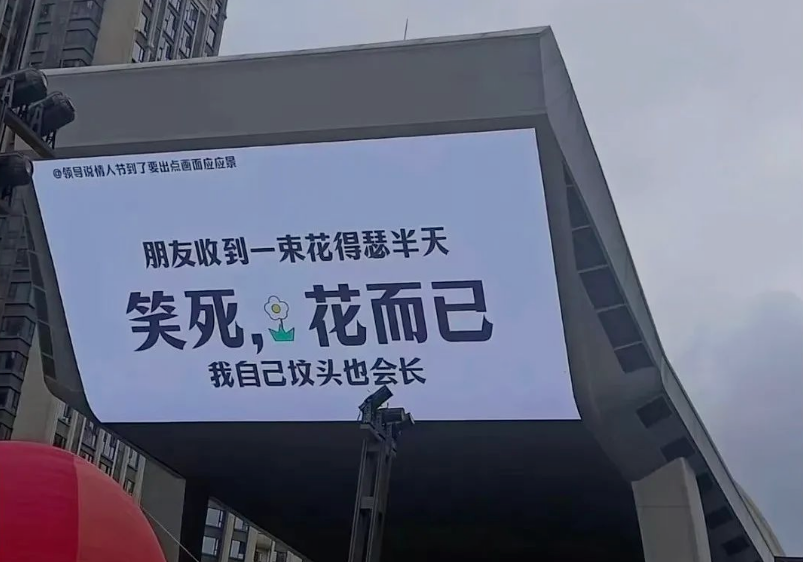 @领导说情人节到了要出点画面应应景
朋友收到一束花得瑟半天
笑死,花而已
我自己坟头也会长